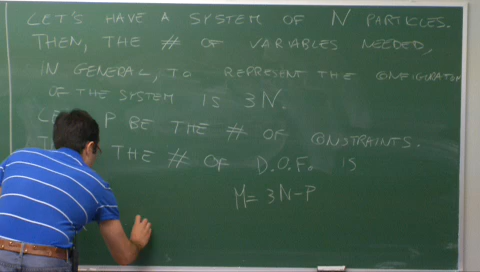 LET'S HAVE A SYSTEM OF N PARTICLES.
THEN, THE # OF VARIABLES NEEDED,
IN GENERAL, TO REPRESENT THE CONFIGURATION
OF THE SYSTEM IS 3N.
P BE THE # OF CONSTRAINTS.
THE # OF D.O.F. IS
M = 3N-P